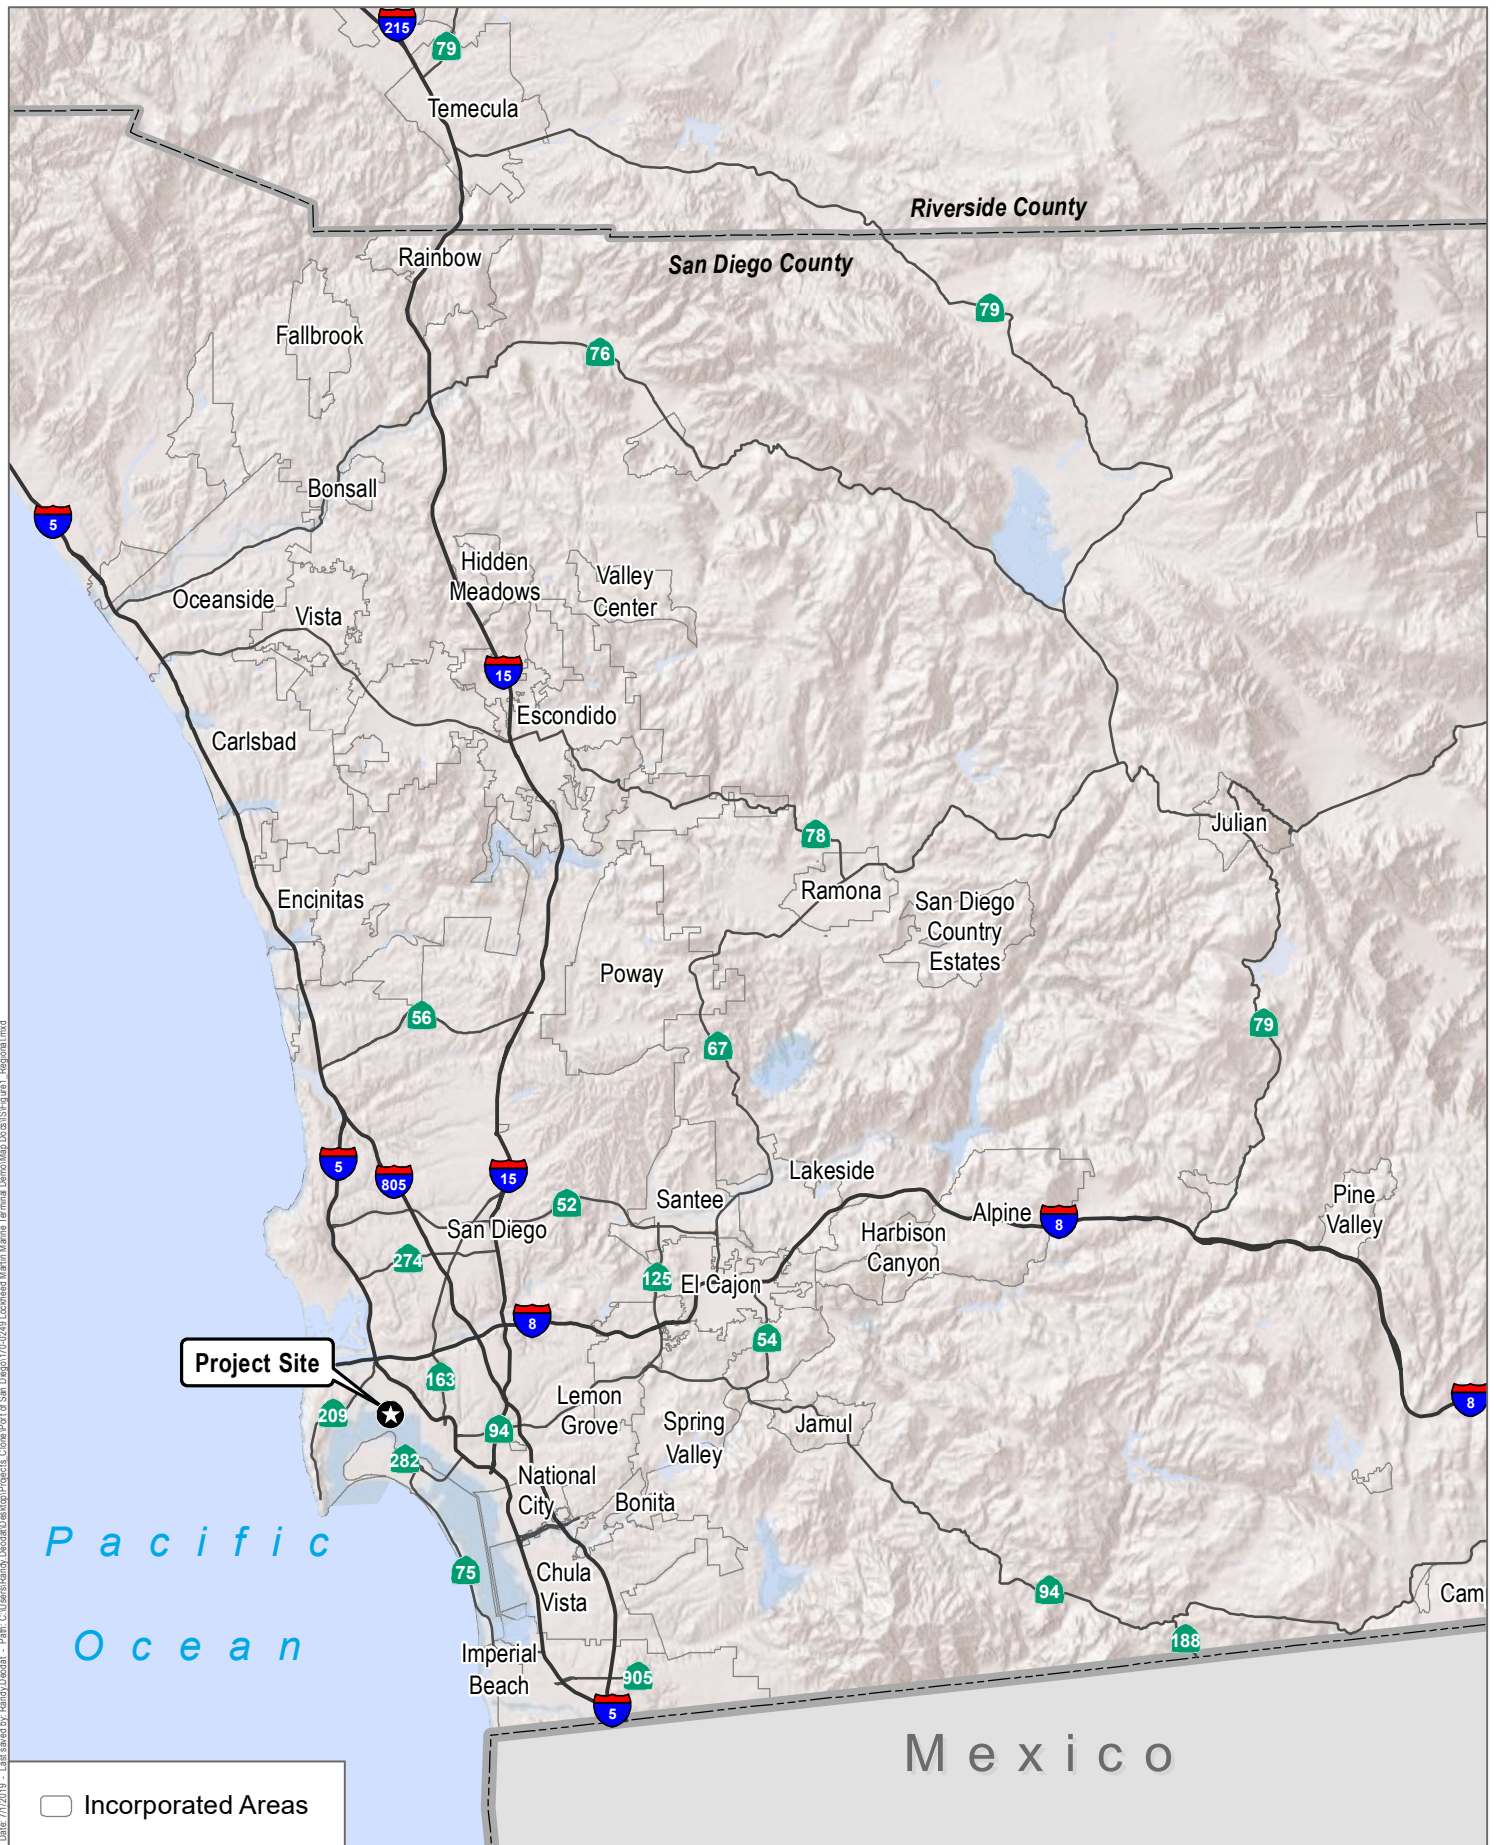 215
79
Temecula
Riverside County
Rainbow
San Diego County
79
Fallbrook
76
Bonsall
5
Hidden
Meadows
Valley
Center
Oceanside
Vista
15
Escondido
Carlsbad
Julian
78
Ramona
Encinitas
San Diego
Country
Estates
Poway
56
79
67
5
805
15
Lakeside
52
Santee
Pine
Valley
Alpine
8
San Diego
Harbison
Canyon
274
125
El Cajon
8
54
Project Site
163
Lemon
Grove
8
209
94
Spring
Valley
Jamul
282
National
City
Bonita
Pacific
Ocean
75
Chula
Vista
94
Cam
188
Imperial
Beach
905
5
Mexico
Incorporated Areas